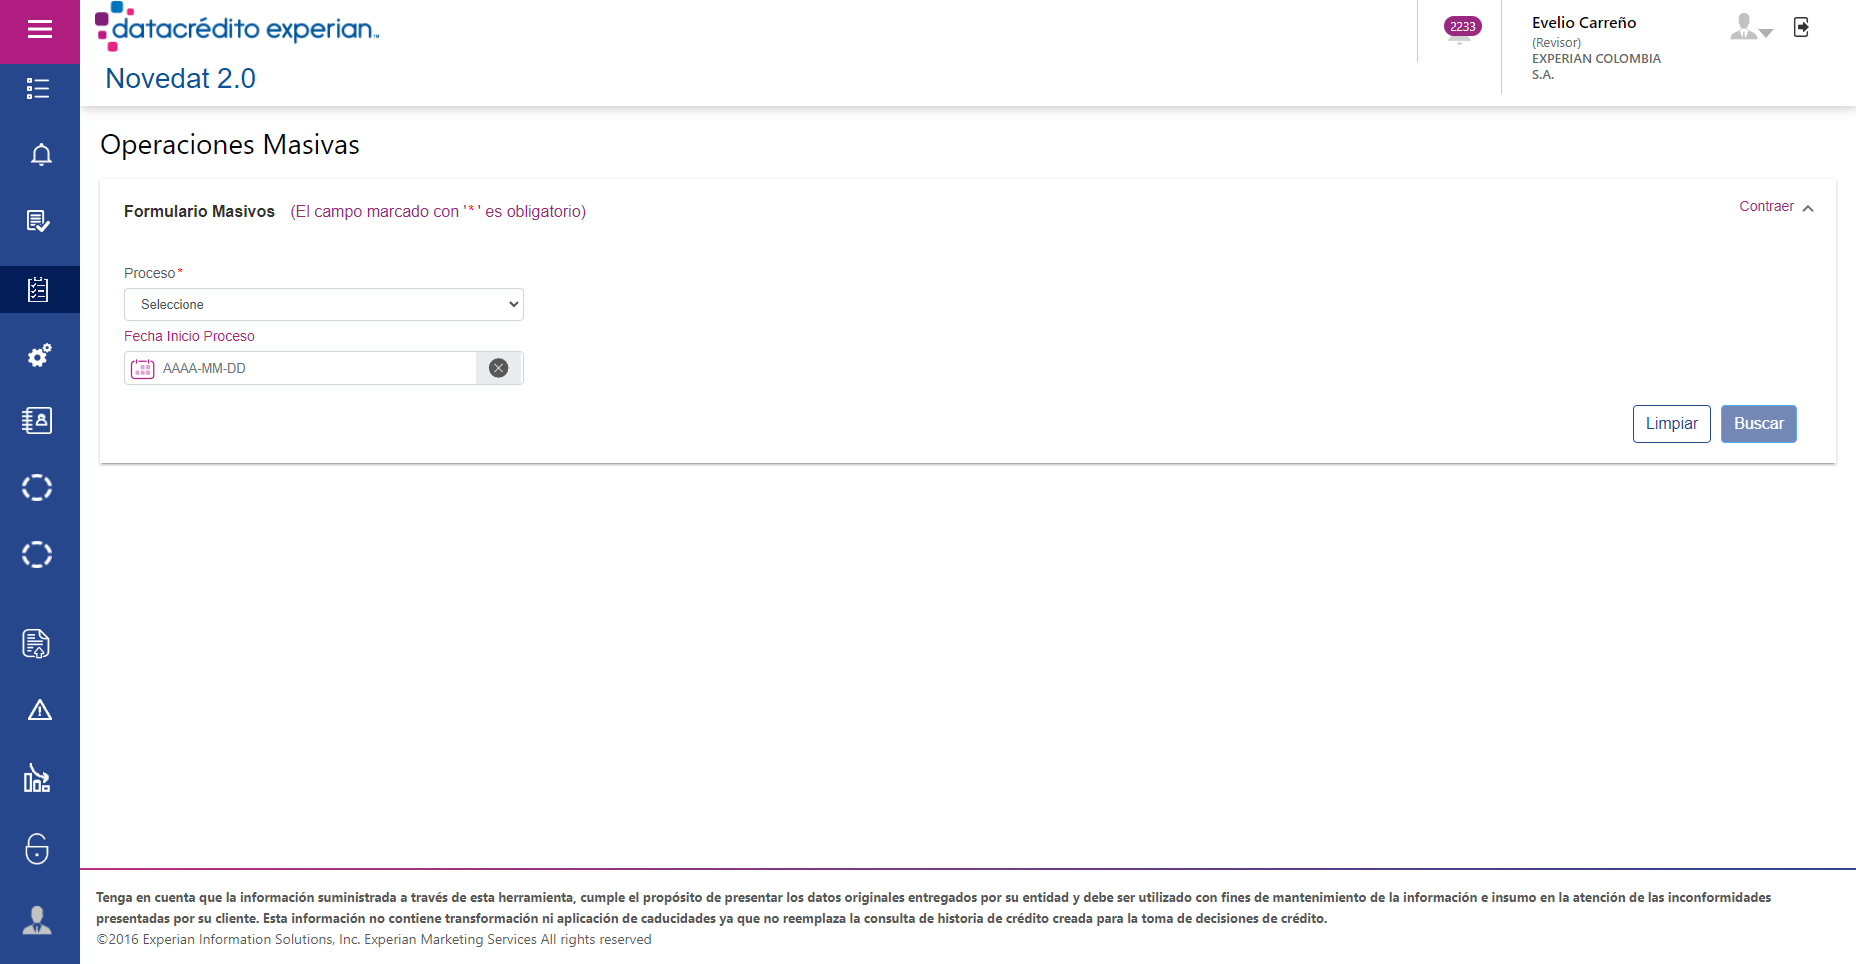 datacrédito experian™
Novedat 2.0
2233
Evelio Carreño
(Revisor)
EXPERIAN COLOMBIA
S.A.
Operaciones Masivas
Formulario Masivos (El campo marcado con '*' es obligatorio)
Contraer
Proceso*
Seleccione
Fecha Inicio Proceso
AAAA-MM-DD
Limpiar
Buscar
Tenga en cuenta que la información suministrada a través de esta herramienta, cumple el propósito de presentar los datos originales entregados por su entidad y debe ser utilizado con fines de mantenimiento de la información e insumo en la atención de las inconformidades
presentadas por su cliente. Esta información no contiene transformación ni aplicación de caducidades ya que no reemplaza la consulta de historia de crédito creada para la toma de decisiones de crédito.
©2016 Experian Information Solutions, Inc. Experian Marketing Services All rights reserved